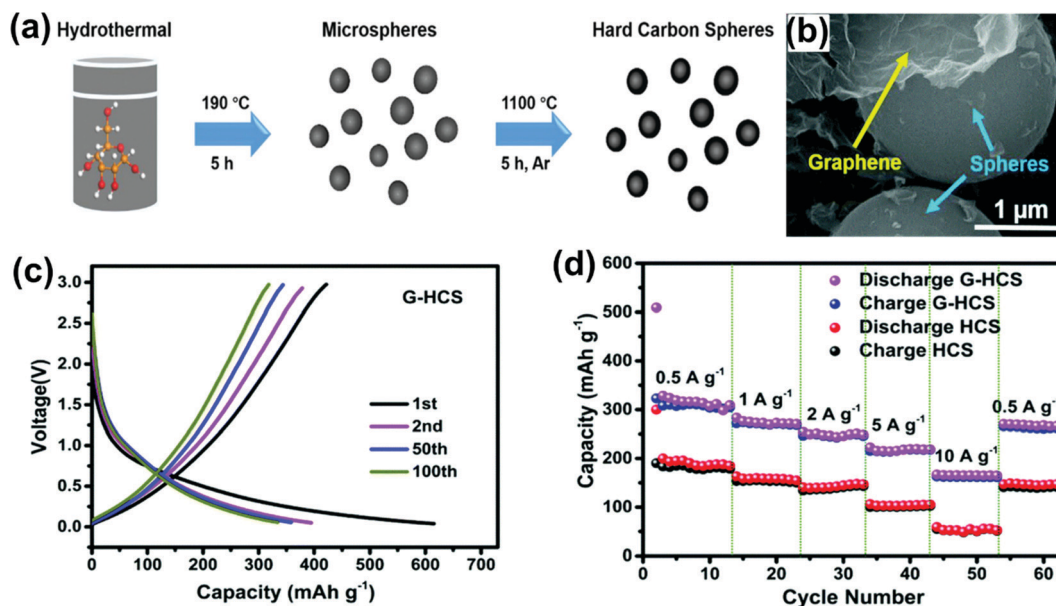 (a)
Hydrothermal
Microspheres
Hard Carbon Spheres
190 °C
5 h
1100 °C
5 h, Ar
(b)
Graphene
Spheres
1 μm
(c)
G-HCS
3.0
2.5
2.0
1.5
1.0
0.5
0.0
Voltage(V)
1st
2nd
50th
100th
0 100 200 300 400 500 600 700
Capacity (mAh g⁻¹)
(d)
600
500
400
300
200
100
0
Capacity (mAh g⁻¹)
Discharge G-HCS
Charge G-HCS
Discharge HCS
Charge HCS
0.5 A g⁻¹
1 A g⁻¹
2 A g⁻¹
5 A g⁻¹
10 A g⁻¹
0.5 A g⁻¹
0 10 20 30 40 50 60
Cycle Number